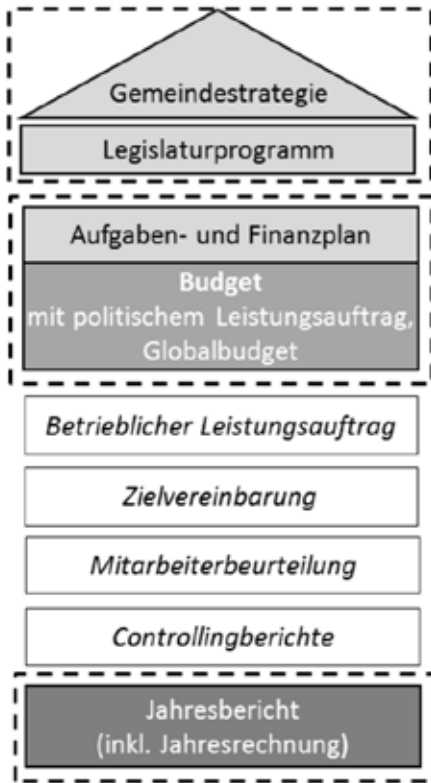 Gemeindestrategie
Legislaturprogramm
Aufgaben- und Finanzplan
Budget
mit politischem Leistungsauftrag,
Globalbudget
Betrieblicher Leistungsauftrag
Zielvereinbarung
Mitarbeiterbeurteilung
Controllingberichte
Jahresbericht
(inkl. Jahresrechnung)